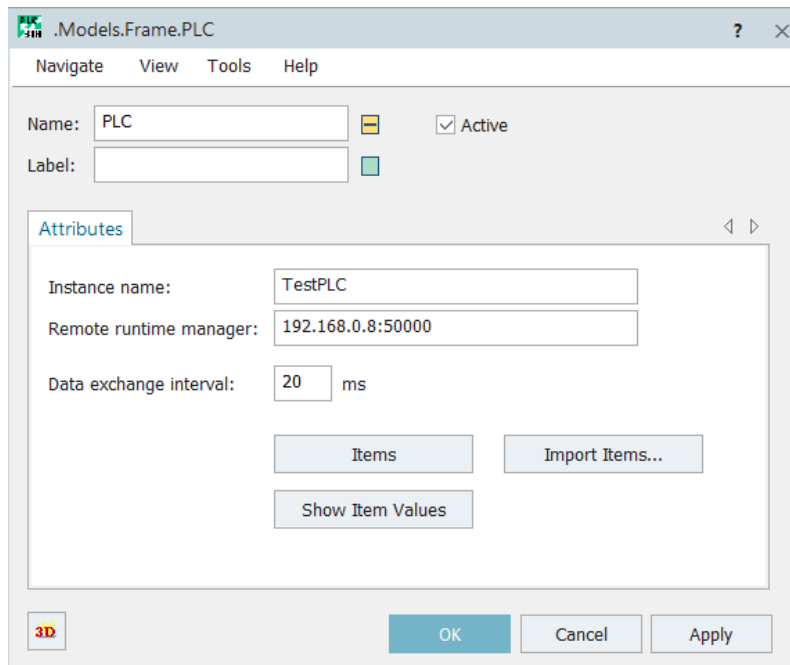 PLC
SIM
.Models.Frame.PLC
?
Navigate View Tools Help
Name: PLC
Active
Label:
Attributes
Instance name: TestPLC
Remote runtime manager: 192.168.0.8:50000
Data exchange interval: 20 ms
Items Import Items...
Show Item Values
3D OK Cancel Apply